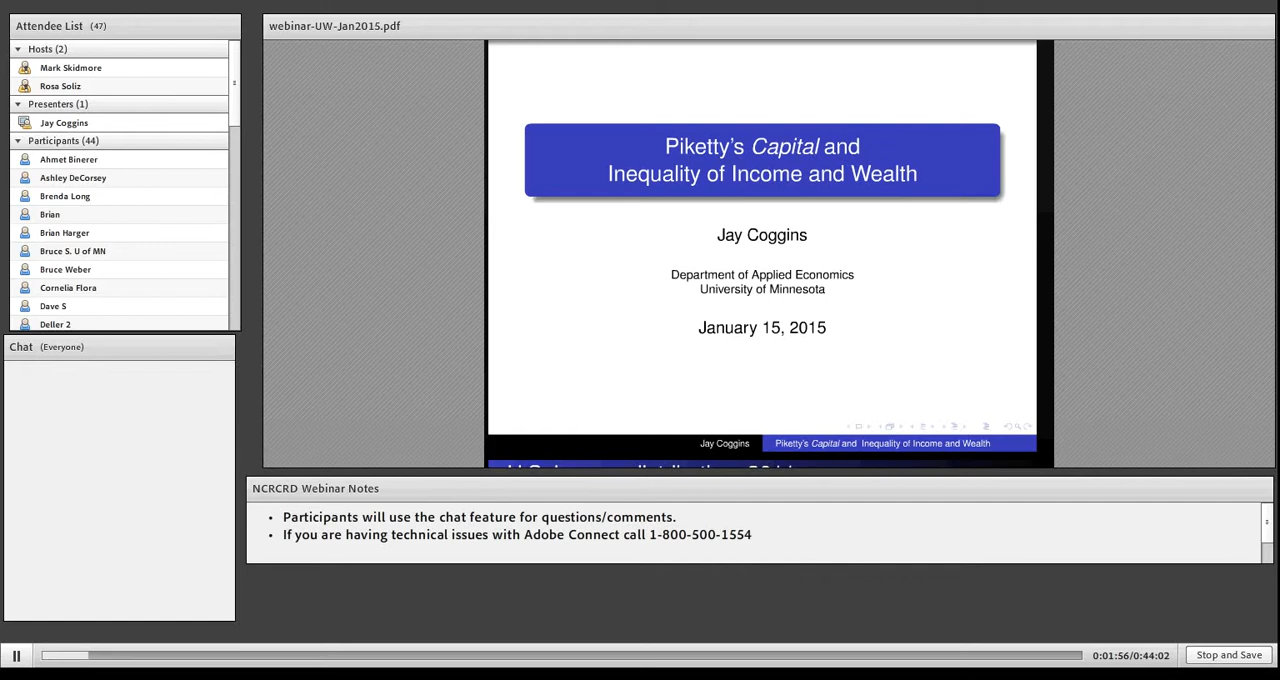 Attendee List (47)
Hosts (2)
Mark Skidmore
Rosa Soliz
Presenters (1)
Jay Coggins
Participants (44)
Ahmet Binerer
Ashley DeCorsey
Brenda Long
Brian
Brian Harger
Bruce S. U of MN
Bruce Weber
Cornelia Flora
Dave S
Deller 2
Chat (Everyone)
webinar-UW-Jan2015.pdf
Piketty's Capital and
Inequality of Income and Wealth
Jay Coggins
Department of Applied Economics
University of Minnesota
January 15, 2015
Jay Coggins Piketty's Capital and Inequality of Income and Wealth
NCRCRD Webinar Notes
• Participants will use the chat feature for questions/comments.
• If you are having technical issues with Adobe Connect call 1-800-500-1554
0:01:56/0:44:02 Stop and Save